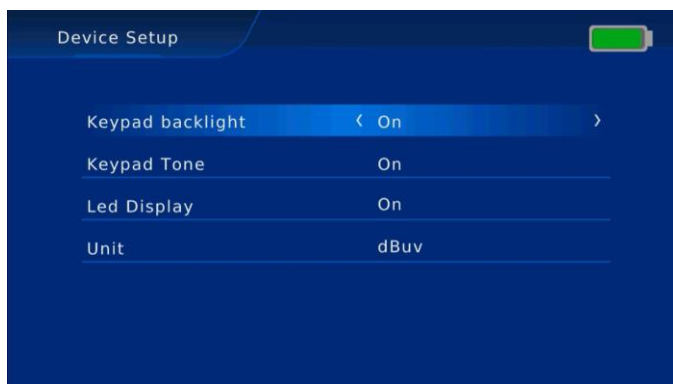 Device Setup
Keypad backlight ‹ On ›
Keypad Tone On
Led Display On
Unit dBuv